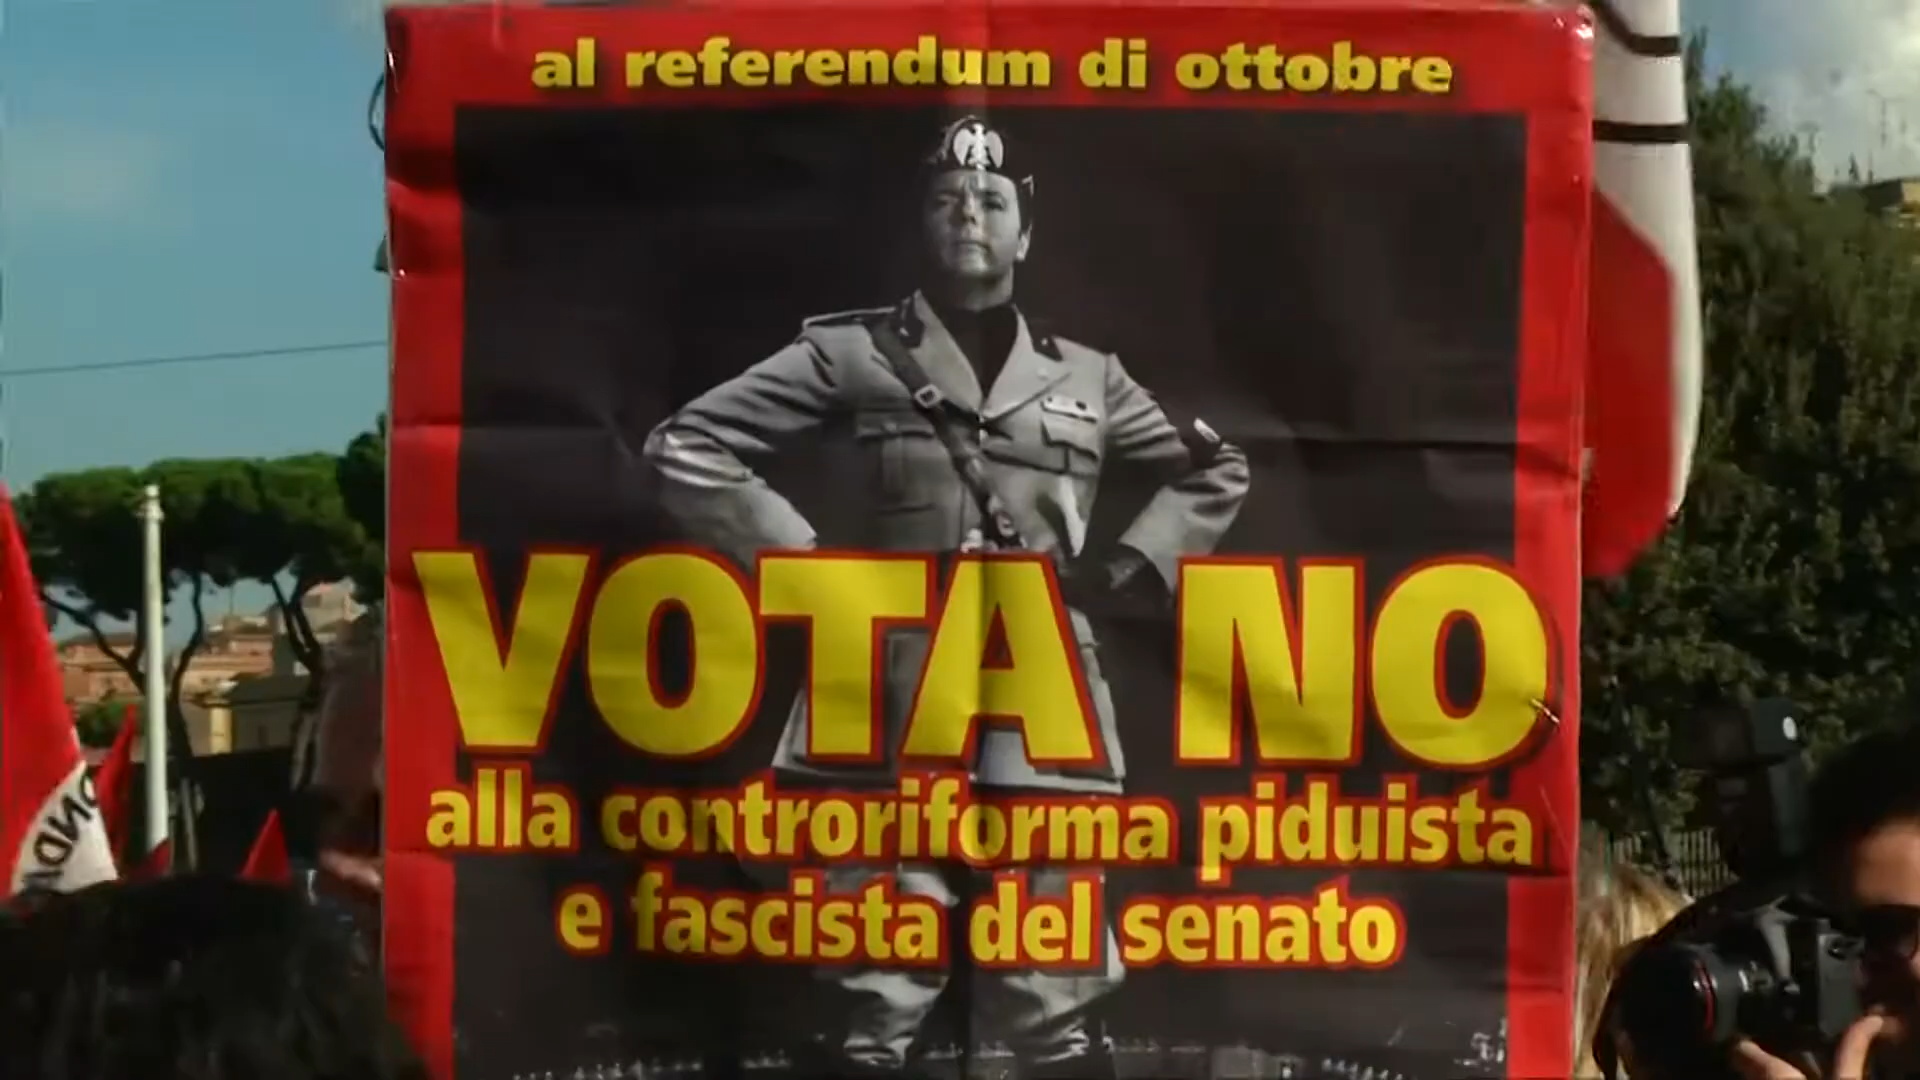 al referendum di ottobre
VOTA NO
alla controriforma piduista
e fascista del senato